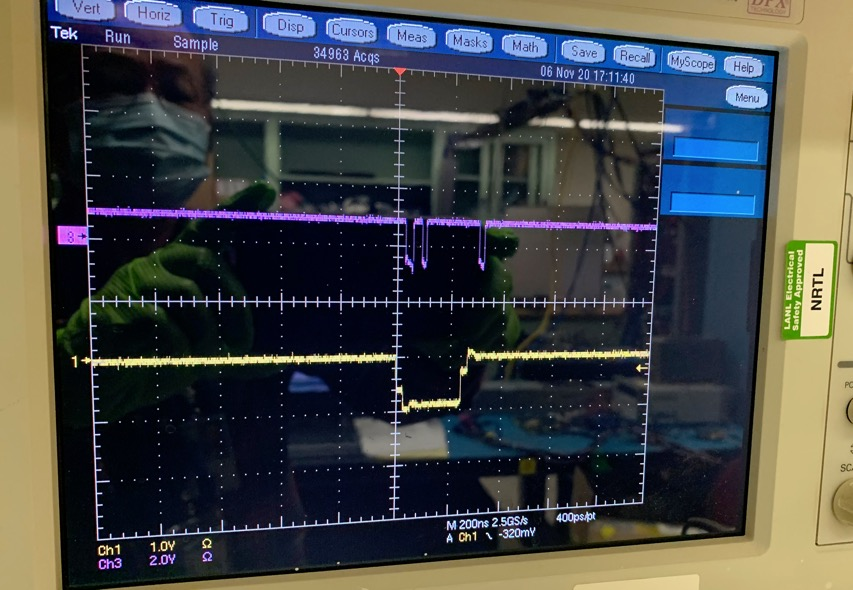 DPX
Vert Horiz Trig Disp Cursors Meas Masks Math Save Recall MyScope Help
Tek Run Sample 34963 Acqs 06 Nov 20 17:11:40
Menu
3
1
LANL Electrical
Safety Approved
NRTL
M 200ns 2.5GS/s 400ps/pt
A Ch1 -320mV
Ch1 1.0V Ω
Ch3 2.0V Ω